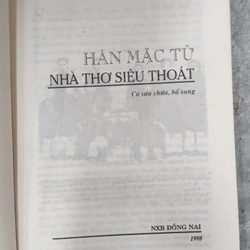 HÀN MẶC TỬ
NHÀ THƠ SIÊU THOÁT
Có sửa chữa, bổ sung
NXB ĐỒNG NAI
1998